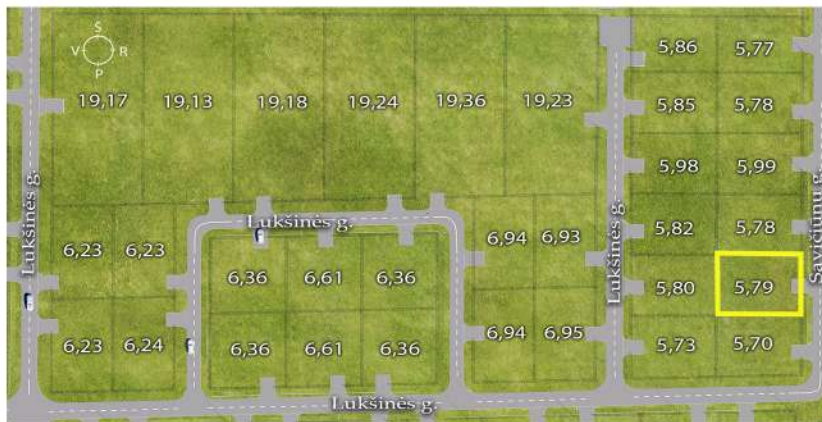 Š
V R
P
5,86 5,77
19,17 19,13 19,18 19,24 19,36 19,23
5,85 5,78
5,98 5,99
Lukšinės g.
Lukšinės g.
Lukšinės g.
Savičiūnų g.
6,23 6,23
6,94 6,93
5,82 5,78
6,36 6,61 6,36
5,80 5,79
6,23 6,24
6,36 6,61 6,36
6,94 6,95
5,73 5,70
Lukšinės g.